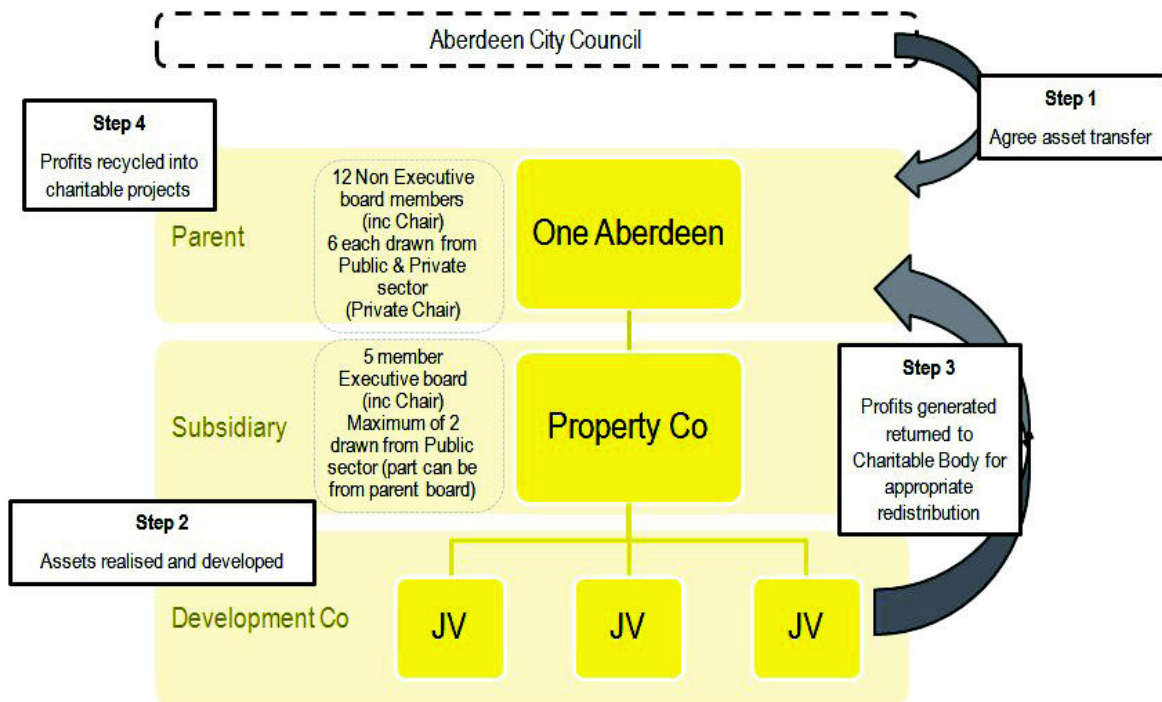 Aberdeen City Council
Step 1
Agree asset transfer
Step 4
Profits recycled into
charitable projects
Parent
12 Non Executive
board members
(inc Chair)
6 each drawn from
Public & Private
sector
(Private Chair)
One Aberdeen
Subsidiary
5 member
Executive board
(inc Chair)
Maximum of 2
drawn from Public
sector (part can be
from parent board)
Property Co
Step 3
Profits generated
returned to
Charitable Body for
appropriate
redistribution
Step 2
Assets realised and developed
Development Co
JV
JV
JV